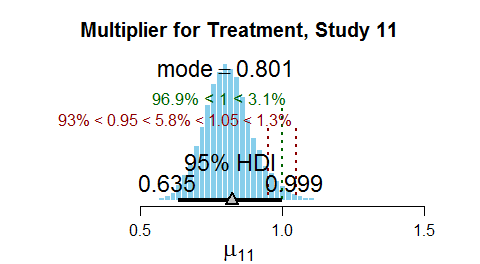 Multiplier for Treatment, Study 11
mode = 0.801
96.9% < 1 < 3.1%
93% < 0.95 < 5.8% < 1.05 < 1.3%
95% HDI
0.635 0.999
0.5 1.0 1.5
μ11